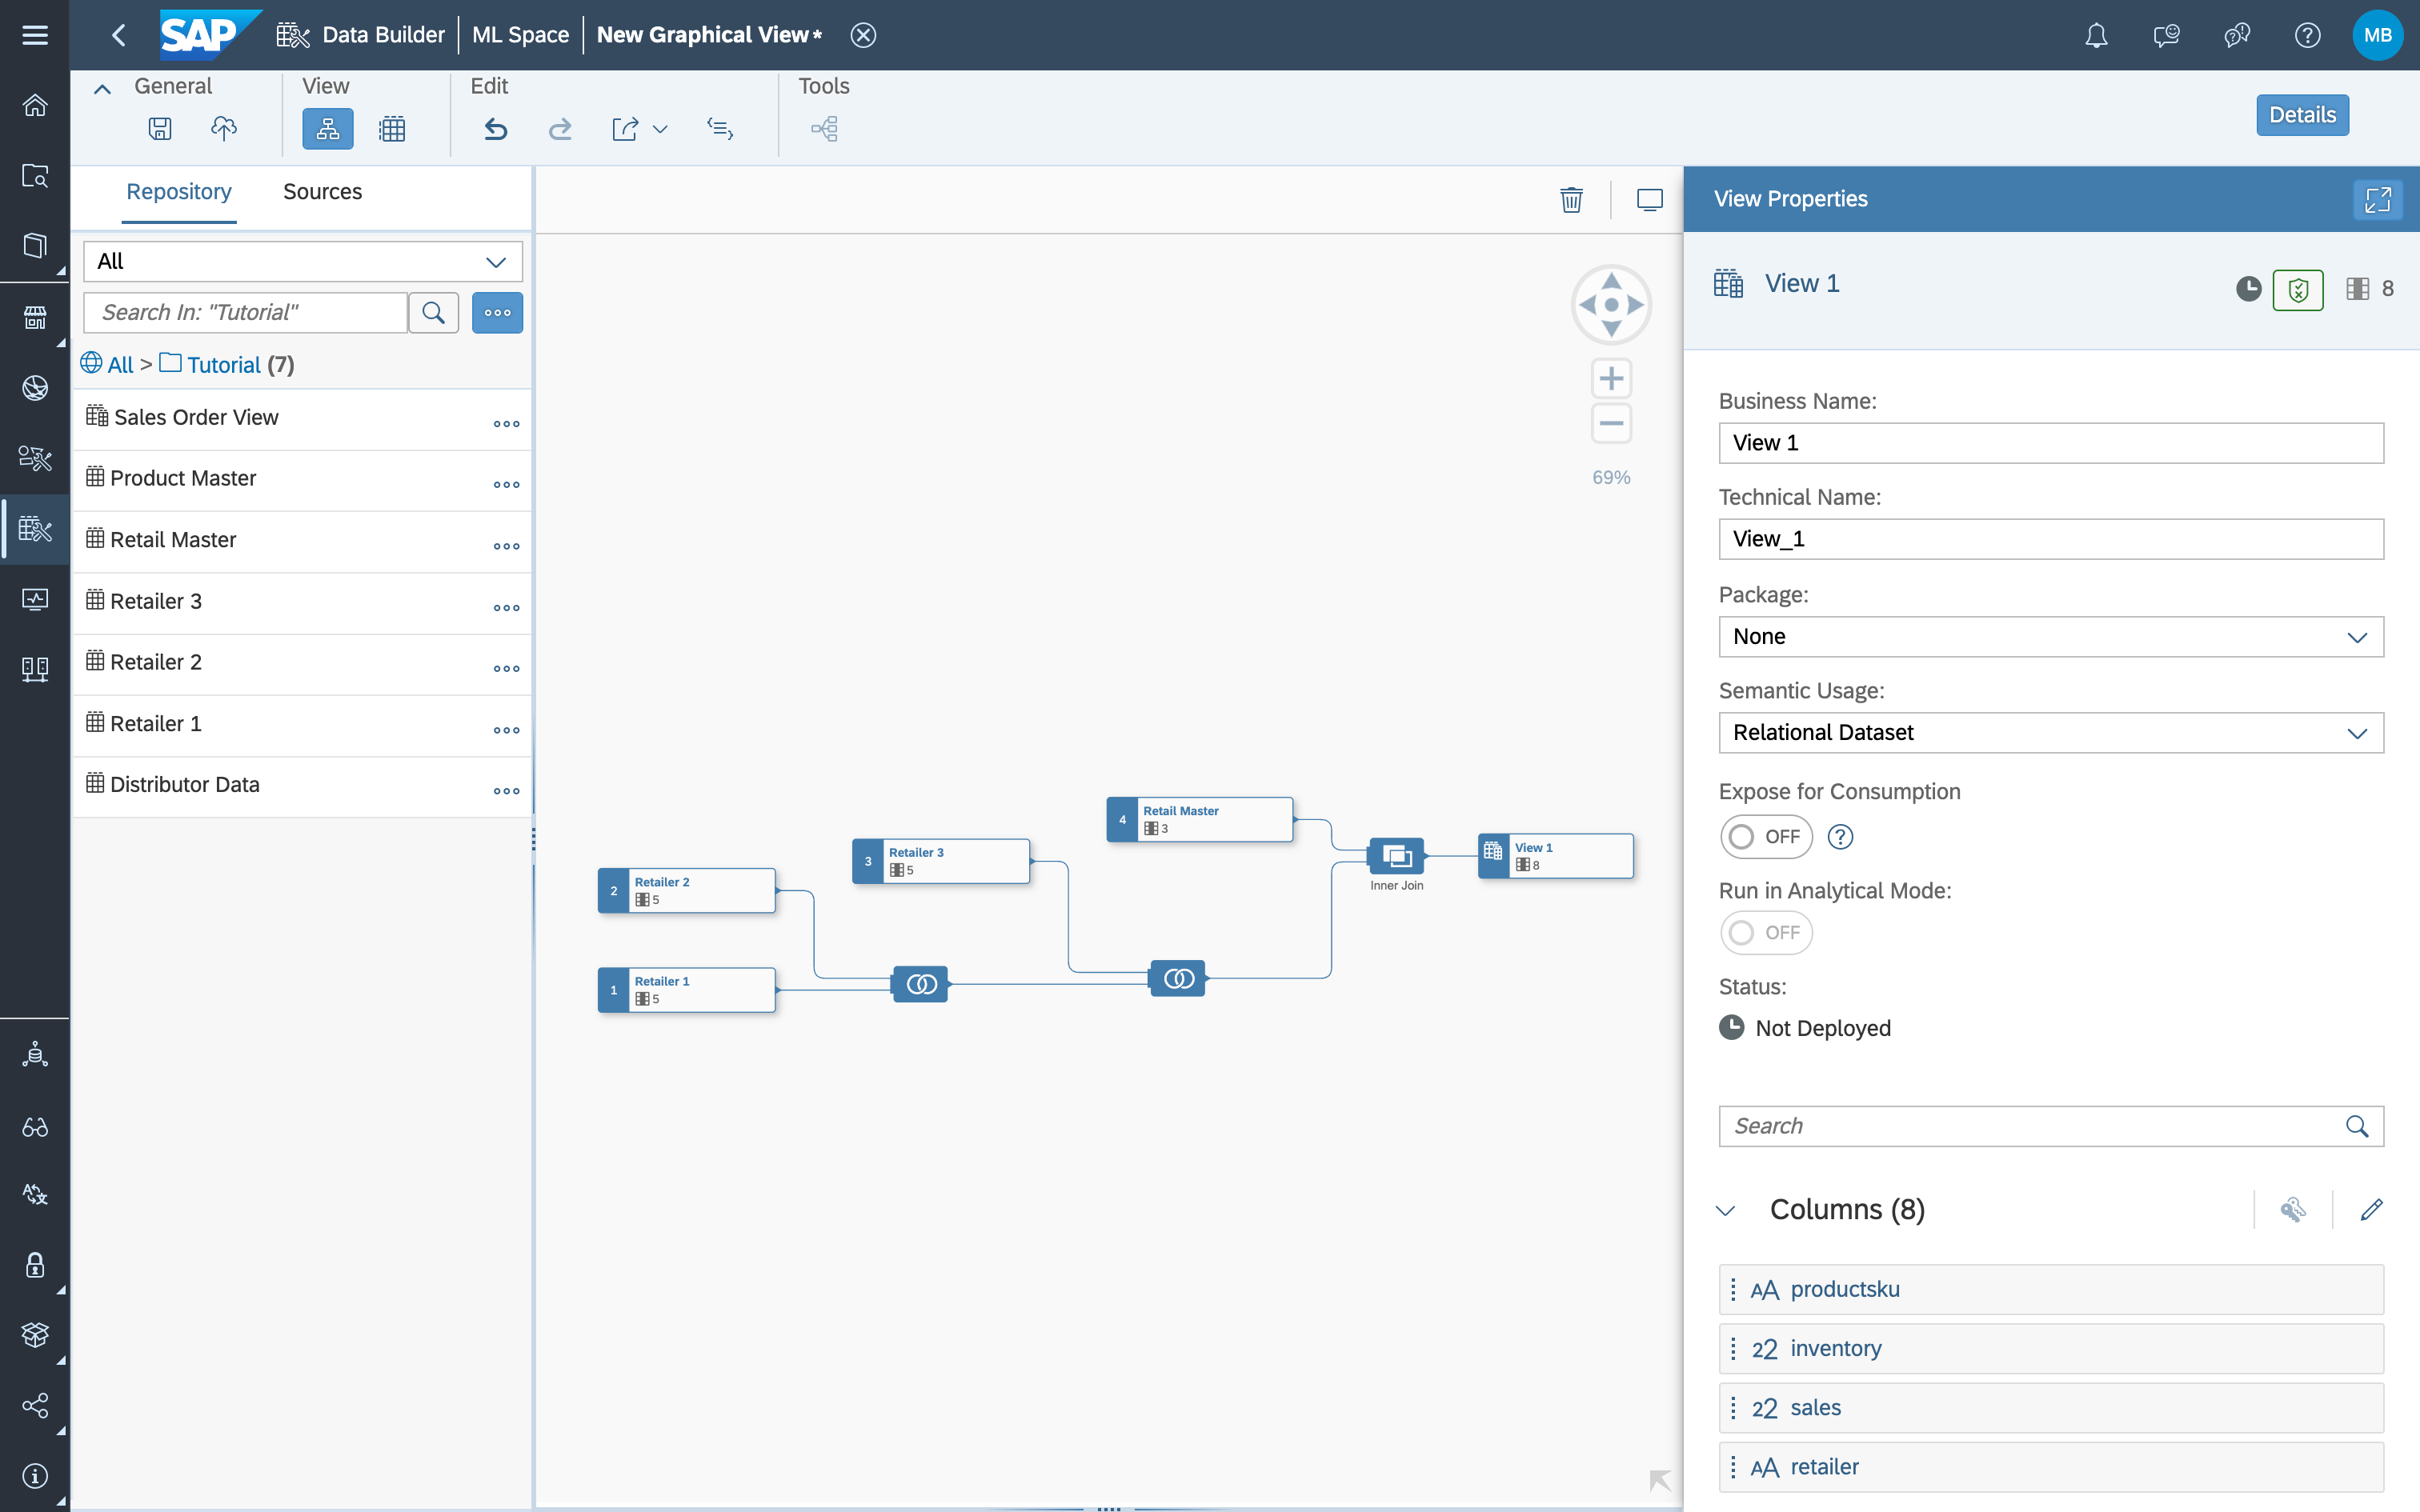 SAP
Data Builder
ML Space
New Graphical View*
MB
General
View
Edit
Tools
Details
Repository
Sources
All
Search In: "Tutorial"
All > Tutorial (7)
Sales Order View
Product Master
Retail Master
Retailer 3
Retailer 2
Retailer 1
Distributor Data
69%
4
Retail Master
3
3
Retailer 3
5
2
Retailer 2
5
1
Retailer 1
5
Inner Join
View 1
8
View Properties
View 1
8
Business Name:
View 1
Technical Name:
View_1
Package:
None
Semantic Usage:
Relational Dataset
Expose for Consumption
OFF
Run in Analytical Mode:
OFF
Status:
Not Deployed
Search
Columns (8)
AA productsku
22 inventory
22 sales
AA retailer